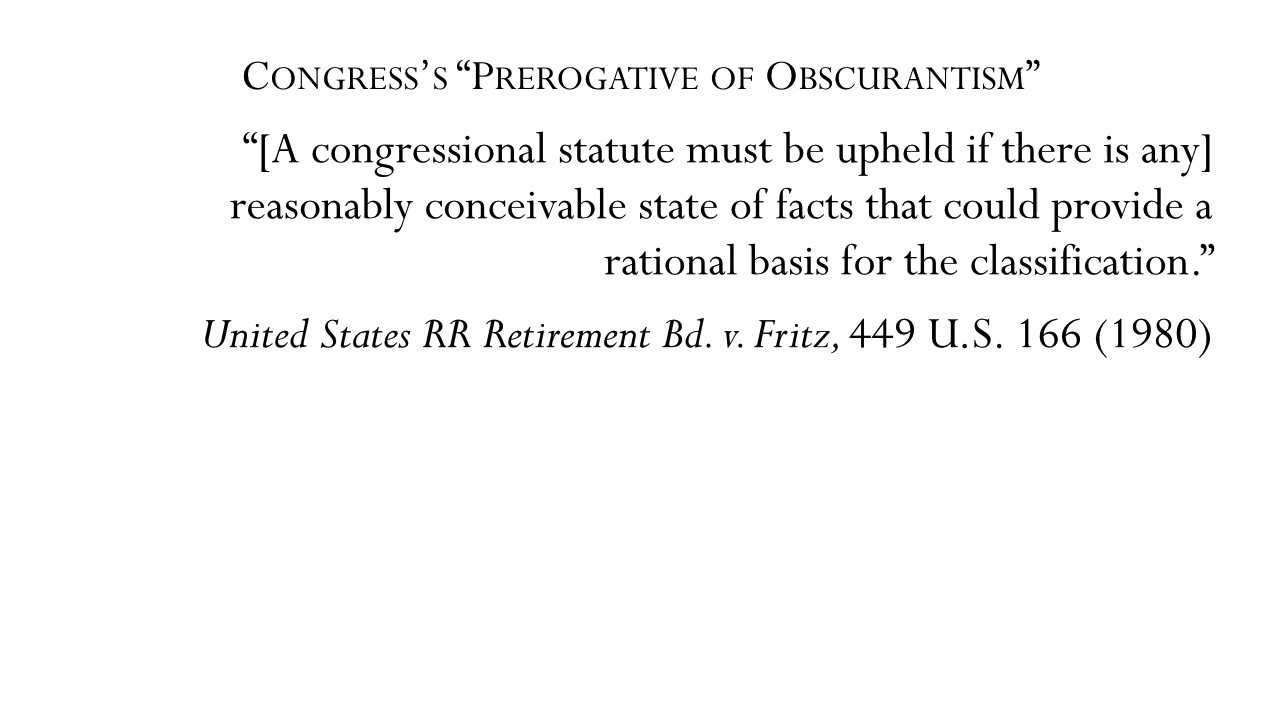 CONGRESS’S “PREROGATIVE OF OBSCURANTISM”
“[A congressional statute must be upheld if there is any]
reasonably conceivable state of facts that could provide a
rational basis for the classification.”
United States RR Retirement Bd. v. Fritz, 449 U.S. 166 (1980)